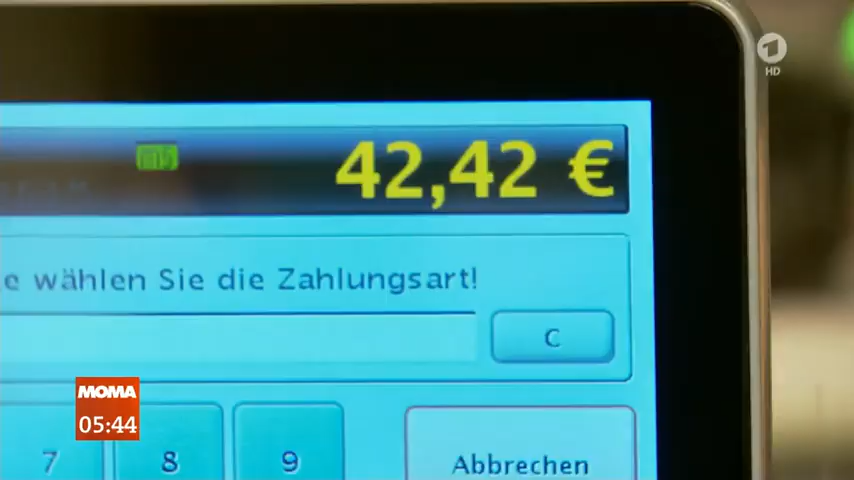 1
HD
42,42 €
e wählen Sie die Zahlungsart!
C
MOMA
05:44
7 8 9
Abbrechen